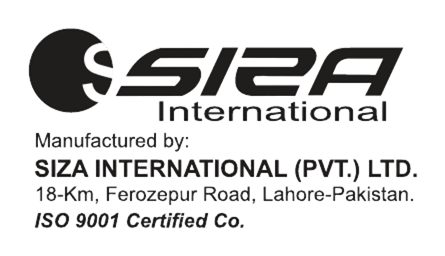 S SIZA
International
Manufactured by:
SIZA INTERNATIONAL (PVT.) LTD.
18-Km, Ferozepur Road, Lahore-Pakistan.
ISO 9001 Certified Co.